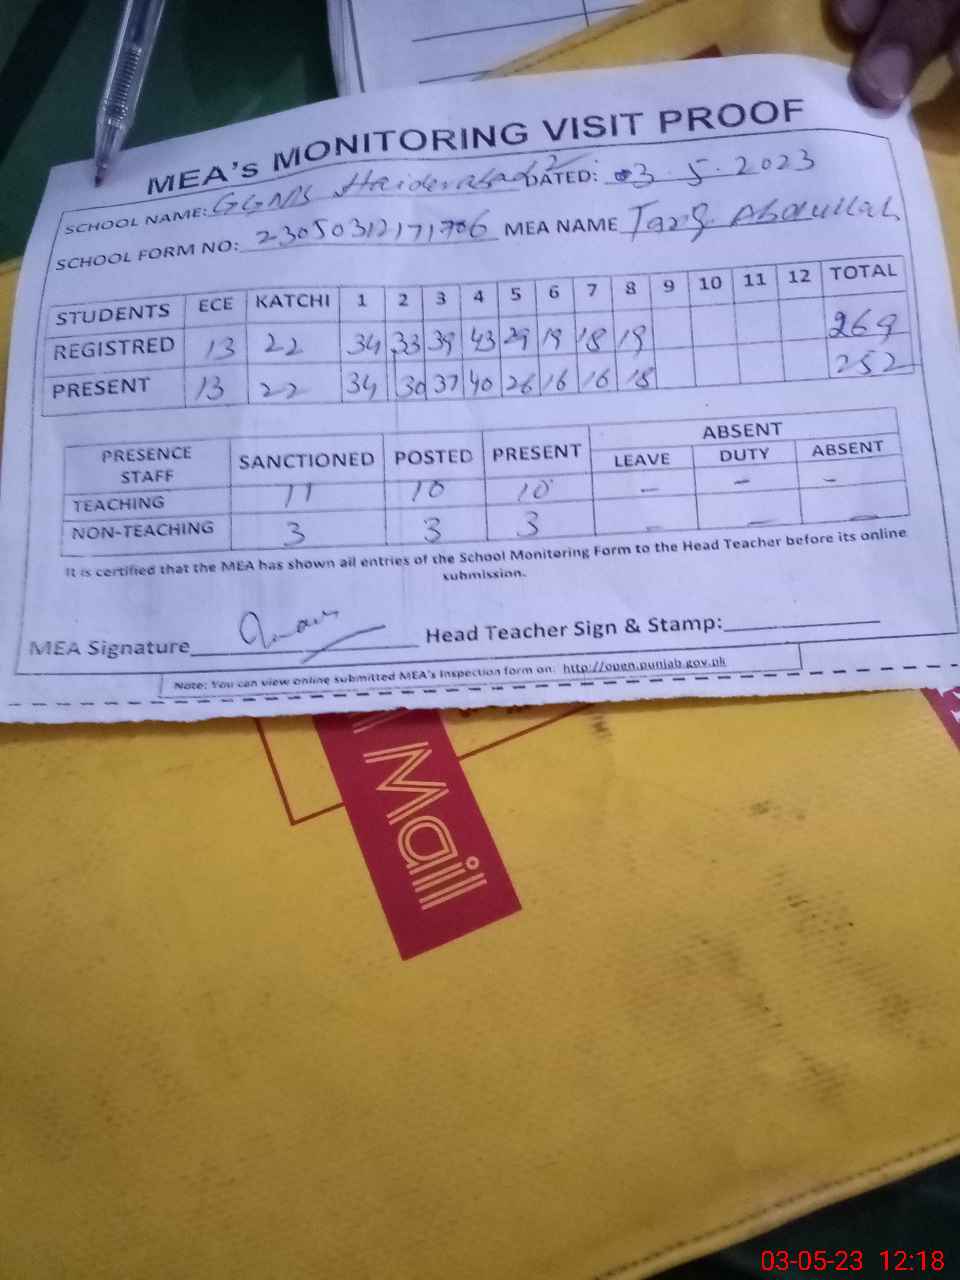 MEA's MONITORING VISIT PROOF
SCHOOL NAME: Haiderabad DATED: 03.5.2023
SCHOOL FORM NO: 23050312171706 MEA NAME Tariq Abdullah
STUDENTS ECE KATCHI 1 2 3 4 5 6 7 8 9 10 11 12 TOTAL
REGISTRED 13 22 34 33 39 43 29 19 18 19 269
PRESENT 13 22 34 30 37 40 26 16 16 18 252
PRESENCE STAFF SANCTIONED POSTED PRESENT ABSENT
LEAVE DUTY ABSENT
TEACHING 11 10 10 - - -
NON-TEACHING 3 3 3 - - -
It is certified that the MEA has shown all entries of the School Monitoring Form to the Head Teacher before its online
submission.
MEA Signature Head Teacher Sign & Stamp:
Note: You can view online submitted MEA's Inspection form on: http://open.punjab.gov.pk
Maill
03-05-23 12:18